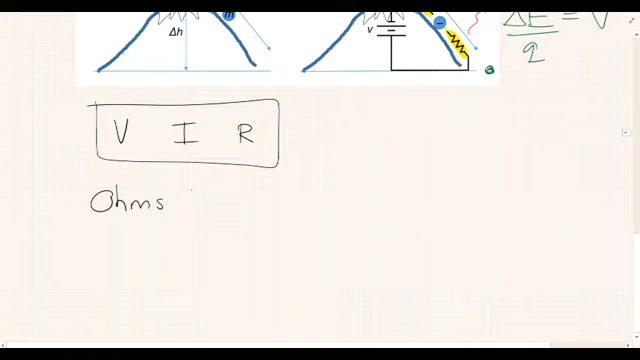 m
Δh
V
ΔE = V
q
V I R
Ohms